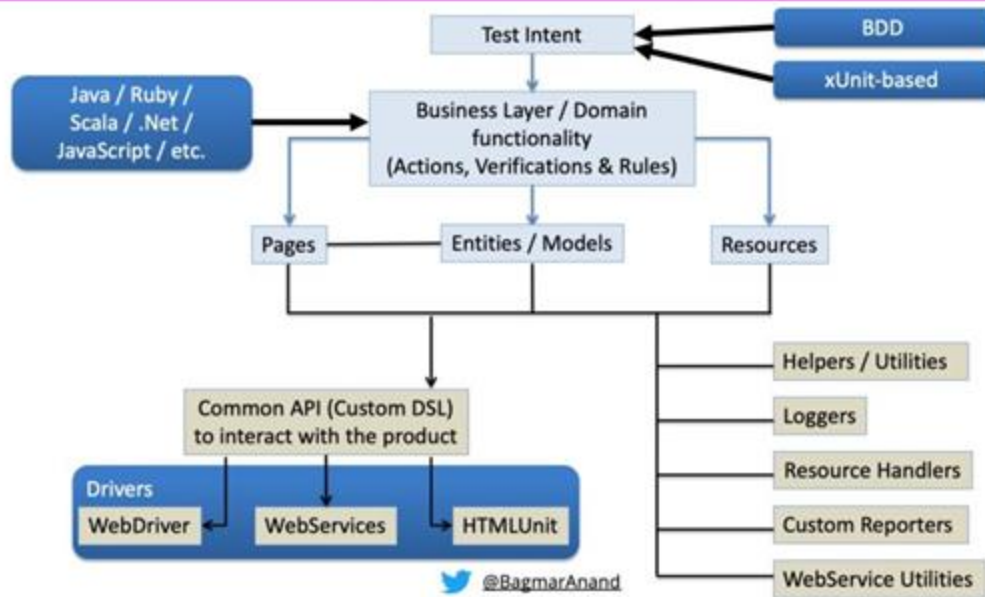 Test Intent
BDD
xUnit-based
Java / Ruby /
Scala / .Net /
JavaScript / etc.
Business Layer / Domain
functionality
(Actions, Verifications & Rules)
Pages
Entities / Models
Resources
Helpers / Utilities
Common API (Custom DSL)
to interact with the product
Loggers
Resource Handlers
Drivers
WebDriver
WebServices
HTMLUnit
Custom Reporters
WebService Utilities
@BagmarAnand